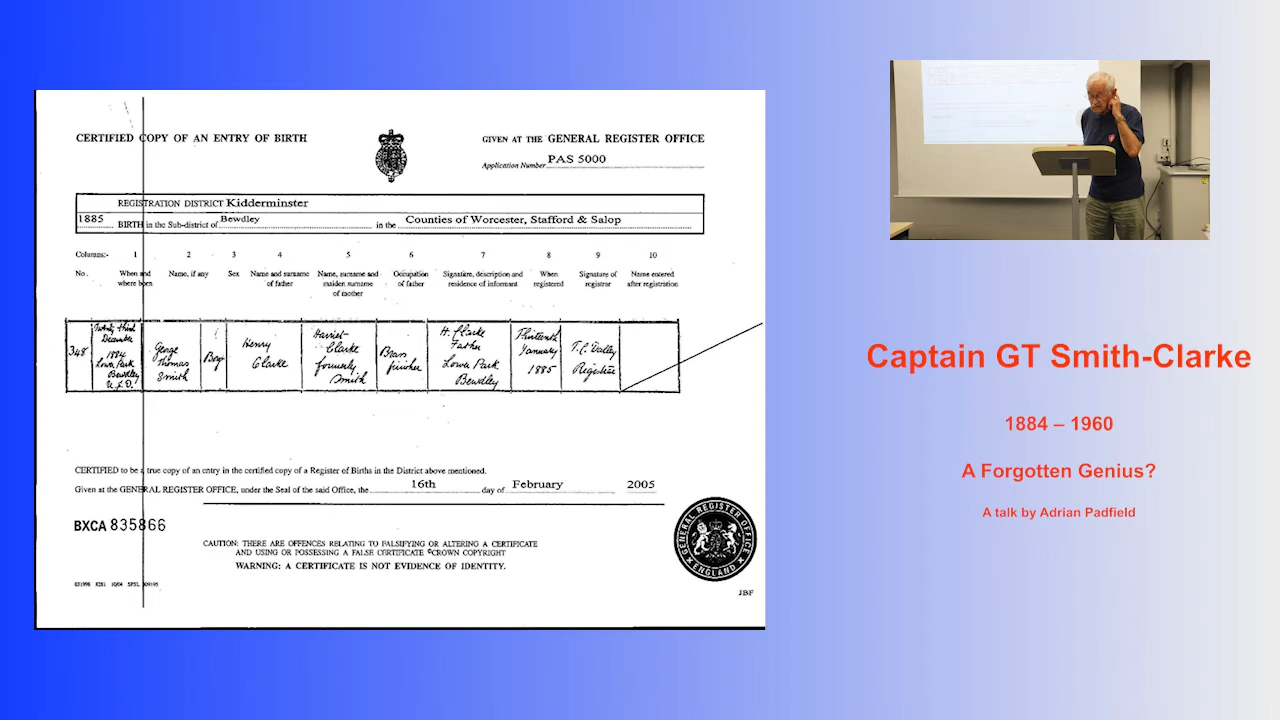 CERTIFIED COPY OF AN ENTRY OF BIRTH
GIVEN AT THE GENERAL REGISTER OFFICE
Application Number PAS 5000
REGISTRATION DISTRICT Kidderminster
1885 BIRTH in the Sub-district of Bewdley in the Counties of Worcester, Stafford & Salop
Columns:- 1 2 3 4 5 6 7 8 9 10
No. When and where born Name, if any Sex Name and surname of father Name, surname and maiden surname of mother Occupation of father Signature, description and residence of informant When registered Signature of registrar Name entered after registration
348
Twenty third
December
1884
Lower Park
Bewdley
George
Thomas
Smith
Boy
Henry
Clarke
Harriet
Clarke
formerly
Smith
Brass
finisher
H. Clarke
Father
Lower Park
Bewdley
Thirteenth
January
1885
Registrar
CERTIFIED to be a true copy of an entry in the certified copy of a Register of Births in the District above mentioned.
Given at the GENERAL REGISTER OFFICE, under the Seal of the said Office, the 16th day of February 2005
BXCA 835866
CAUTION: THERE ARE OFFENCES RELATING TO FALSIFYING OR ALTERING A CERTIFICATE
AND USING OR POSSESSING A FALSE CERTIFICATE ©CROWN COPYRIGHT
WARNING: A CERTIFICATE IS NOT EVIDENCE OF IDENTITY.
GENERAL REGISTER OFFICE
ENGLAND
JBF
Captain GT Smith-Clarke
1884 – 1960
A Forgotten Genius?
A talk by Adrian Padfield